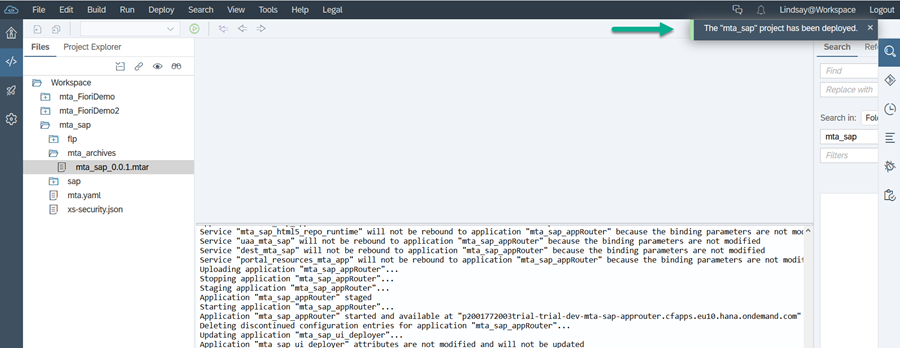 File Edit Build Run Deploy Search View Tools Help Legal Lindsay@Workspace Logout
The "mta_sap" project has been deployed. ×
Files Project Explorer
Search Refe
Find
Replace with
Search in: Fold
mta_sap
Filters
Workspace
mta_FioriDemo
mta_FioriDemo2
mta_sap
flp
mta_archives
mta_sap_0.0.1.mtar
sap
mta.yaml
xs-security.json
Service "mta_sap_html5_repo_runtime" will not be rebound to application "mta_sap_appRouter" because the binding parameters are not mod
Service "uaa_mta_sap" will not be rebound to application "mta_sap_appRouter" because the binding parameters are not modified
Service "dest_mta_sap" will not be rebound to application "mta_sap_appRouter" because the binding parameters are not modified
Service "portal_resources_mta_app" will not be rebound to application "mta_sap_appRouter" because the binding parameters are not modif
Uploading application "mta_sap_appRouter"...
Stopping application "mta_sap_appRouter"...
Staging application "mta_sap_appRouter"...
Application "mta_sap_appRouter" staged
Starting application "mta_sap_appRouter"...
Application "mta_sap_appRouter" started and available at "p2001772003trial-trial-dev-mta-sap-approuter.cfapps.eu10.hana.ondemand.com"
Deleting discontinued configuration entries for application "mta_sap_appRouter"...
Updating application "mta_sap_ui_deployer"...
Application "mta_sap_ui_deployer" attributes are not modified and will not be updated